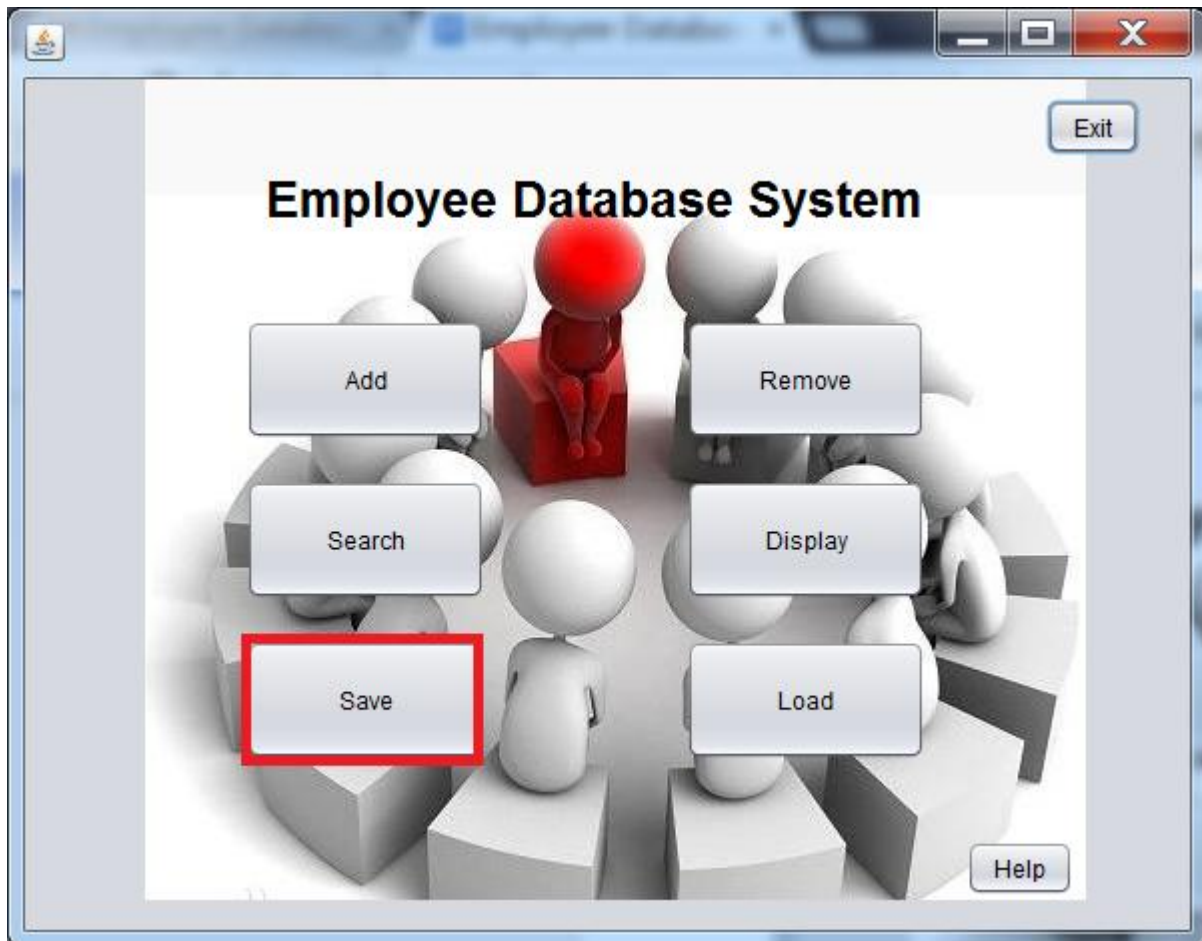 Exit
Employee Database System
Add
Remove
Search
Display
Save
Load
Help